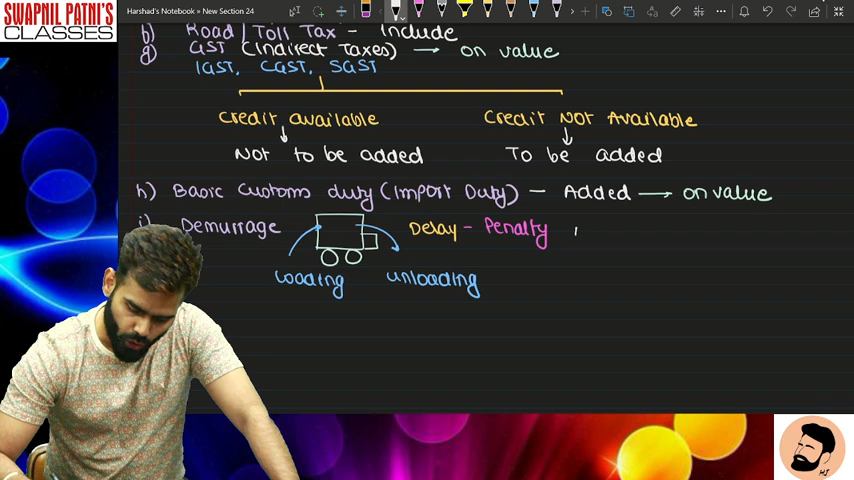 SWAPNIL PATNI'S
CLASSES
Harshad's Notebook » New Section 24
f) Road / Toll Tax - Include
g) GST (Indirect Taxes) → on value
IGST, CGST, SGST
Credit available
Credit NOT Available
Not to be added
To be added
h) Basic Customs duty (Import Duty) - Added → on value
i) Demurrage
Delay - Penalty
Loading
unloading
HJ